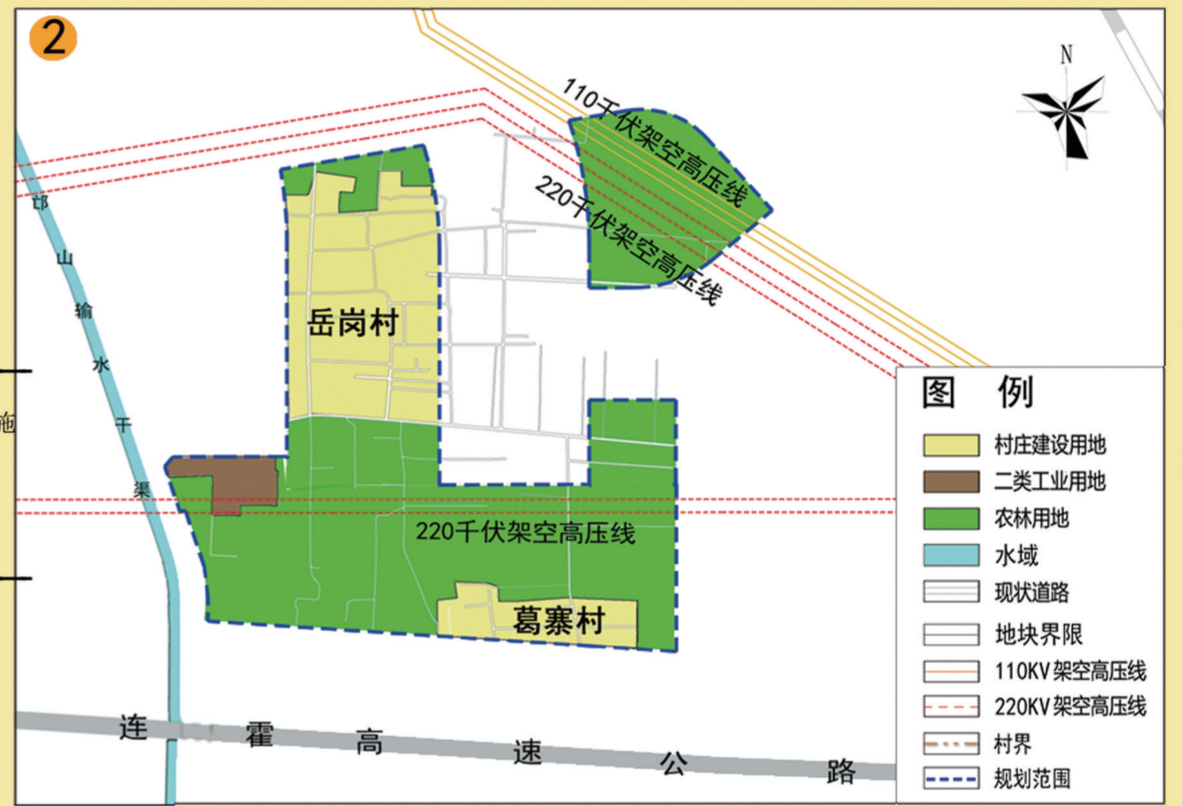 2
N
110千伏架空高压线
220千伏架空高压线
邙山输水干渠
岳岗村
施
220千伏架空高压线
葛寨村
连霍高速公路
图 例
村庄建设用地
二类工业用地
农林用地
水域
现状道路
地块界限
110KV架空高压线
220KV架空高压线
村界
规划范围